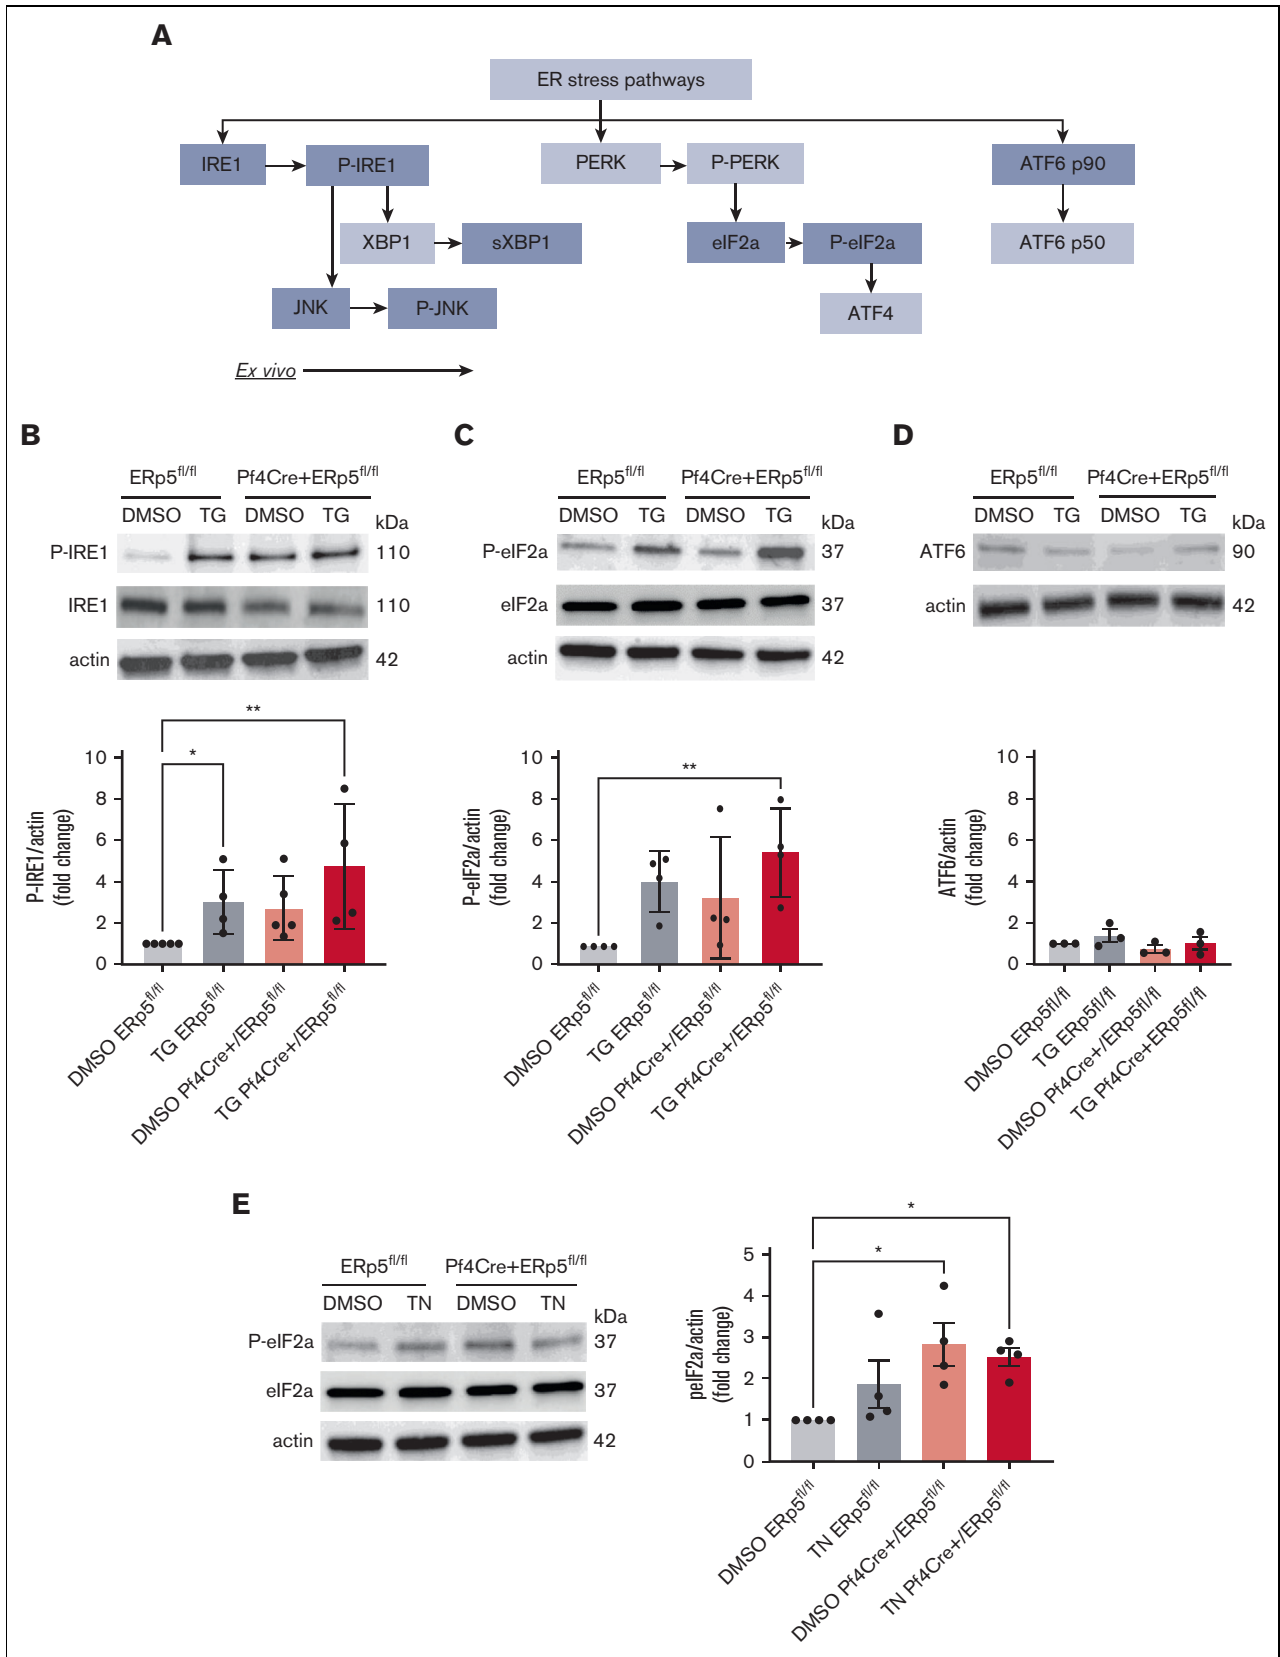 A
ER stress pathways
IRE1
P-IRE1
PERK
P-PERK
ATF6 p90
XBP1
sXBP1
eIF2a
P-eIF2a
ATF6 p50
JNK
P-JNK
ATF4
Ex vivo
B
ERp5fl/fl
Pf4Cre+ERp5fl/fl
DMSO TG DMSO TG
kDa
P-IRE1 110
IRE1 110
actin 42
**
*
10
8
6
4
2
0
P-IRE1/actin
(fold change)
DMSO ERp5fl/fl
TG ERp5fl/fl
DMSO Pf4Cre+/ERp5fl/fl
TG Pf4Cre+/ERp5fl/fl
C
ERp5fl/fl
Pf4Cre+ERp5fl/fl
DMSO TG DMSO TG
kDa
P-eIF2a 37
eIF2a 37
actin 42
**
10
8
6
4
2
0
P-eIF2a/actin
(fold change)
DMSO ERp5fl/fl
TG ERp5fl/fl
DMSO Pf4Cre+/ERp5fl/fl
TG Pf4Cre+/ERp5fl/fl
D
ERp5fl/fl
Pf4Cre+ERp5fl/fl
DMSO TG DMSO TG
kDa
ATF6 90
actin 42
10
8
6
4
2
0
ATF6/actin
(fold change)
DMSO ERp5fl/fl
TG ERp5fl/fl
DMSO Pf4Cre+/ERp5fl/fl
TG Pf4Cre+ERp5fl/fl
E
ERp5fl/fl
Pf4Cre+ERp5fl/fl
DMSO TN DMSO TN
kDa
P-eIF2a 37
eIF2a 37
actin 42
*
*
5
4
3
2
1
0
peIF2a/actin
(fold change)
DMSO ERp5fl/fl
TN ERp5fl/fl
DMSO Pf4Cre+/ERp5fl/fl
TN Pf4Cre+/ERp5fl/fl